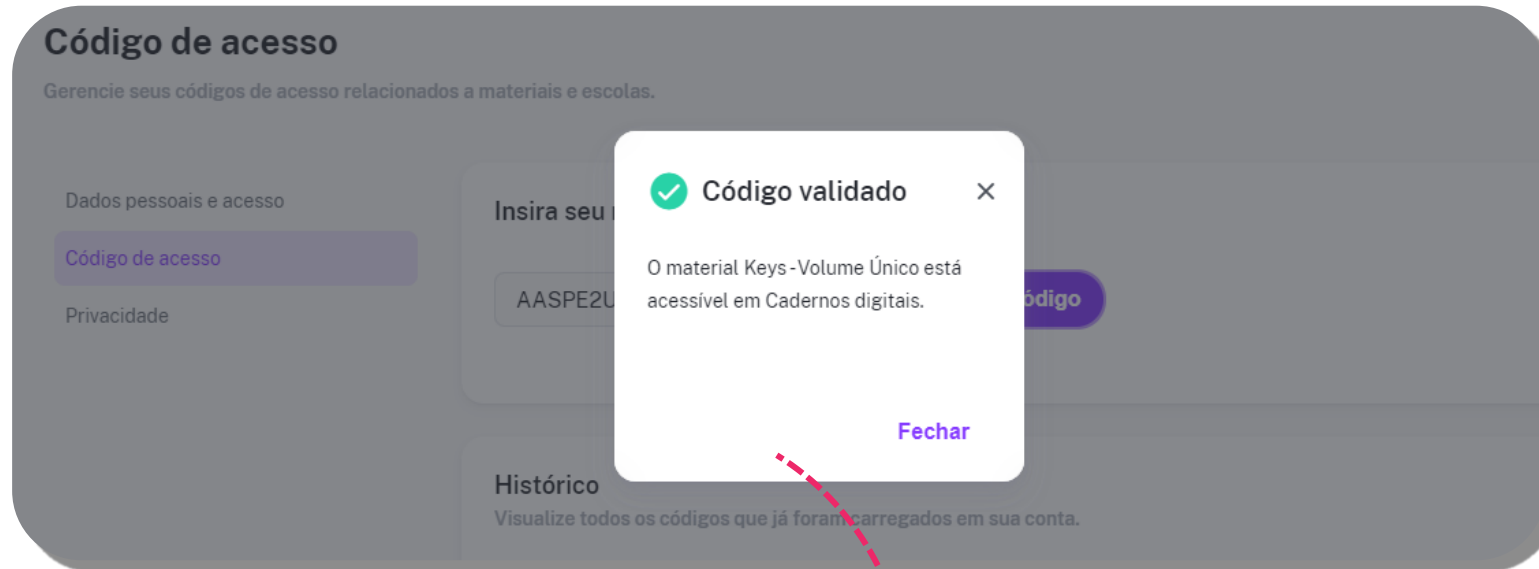 Código de acesso
Gerencie seus códigos de acesso relacionados a materiais e escolas.
Dados pessoais e acesso
Código de acesso
Privacidade
Insira seu
AASPE2U
ódigo
Código validado
O material Keys - Volume Único está
acessível em Cadernos digitais.
Fechar
Histórico
Visualize todos os códigos que já foram carregados em sua conta.